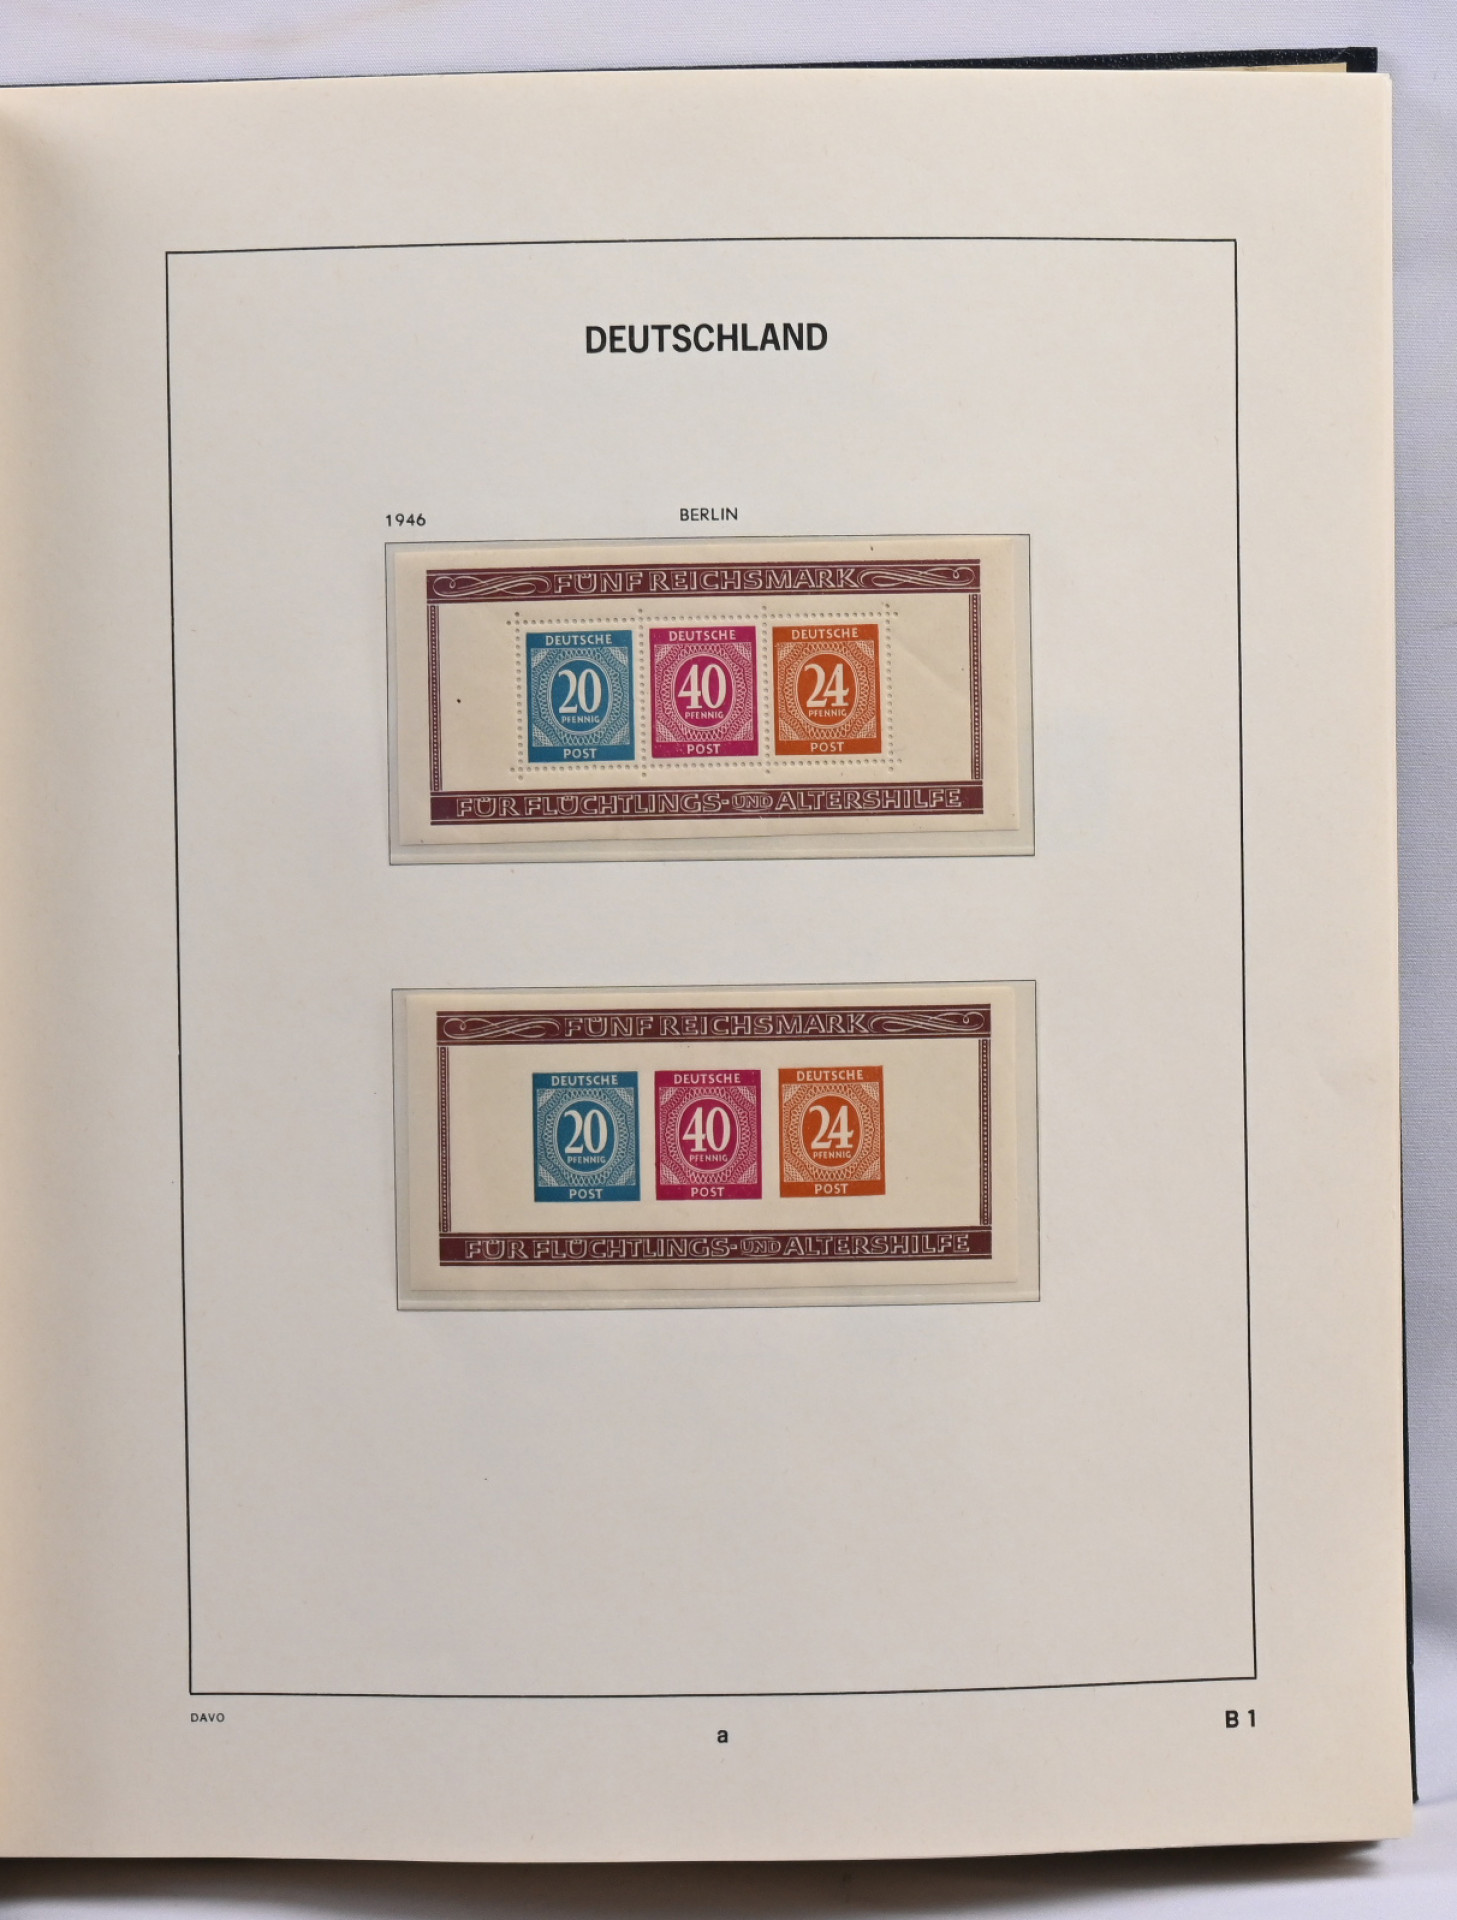 DEUTSCHLAND
1946 BERLIN
FÜNF REICHSMARK
DEUTSCHE DEUTSCHE DEUTSCHE
20 40 24
PFENNIG PFENNIG PFENNIG
POST POST POST
FÜR FLÜCHTLINGS- UND ALTERSHILFE
FÜNF REICHSMARK
DEUTSCHE DEUTSCHE DEUTSCHE
20 40 24
PFENNIG PFENNIG PFENNIG
POST POST POST
FÜR FLÜCHTLINGS- UND ALTERSHILFE
DAVO a B 1